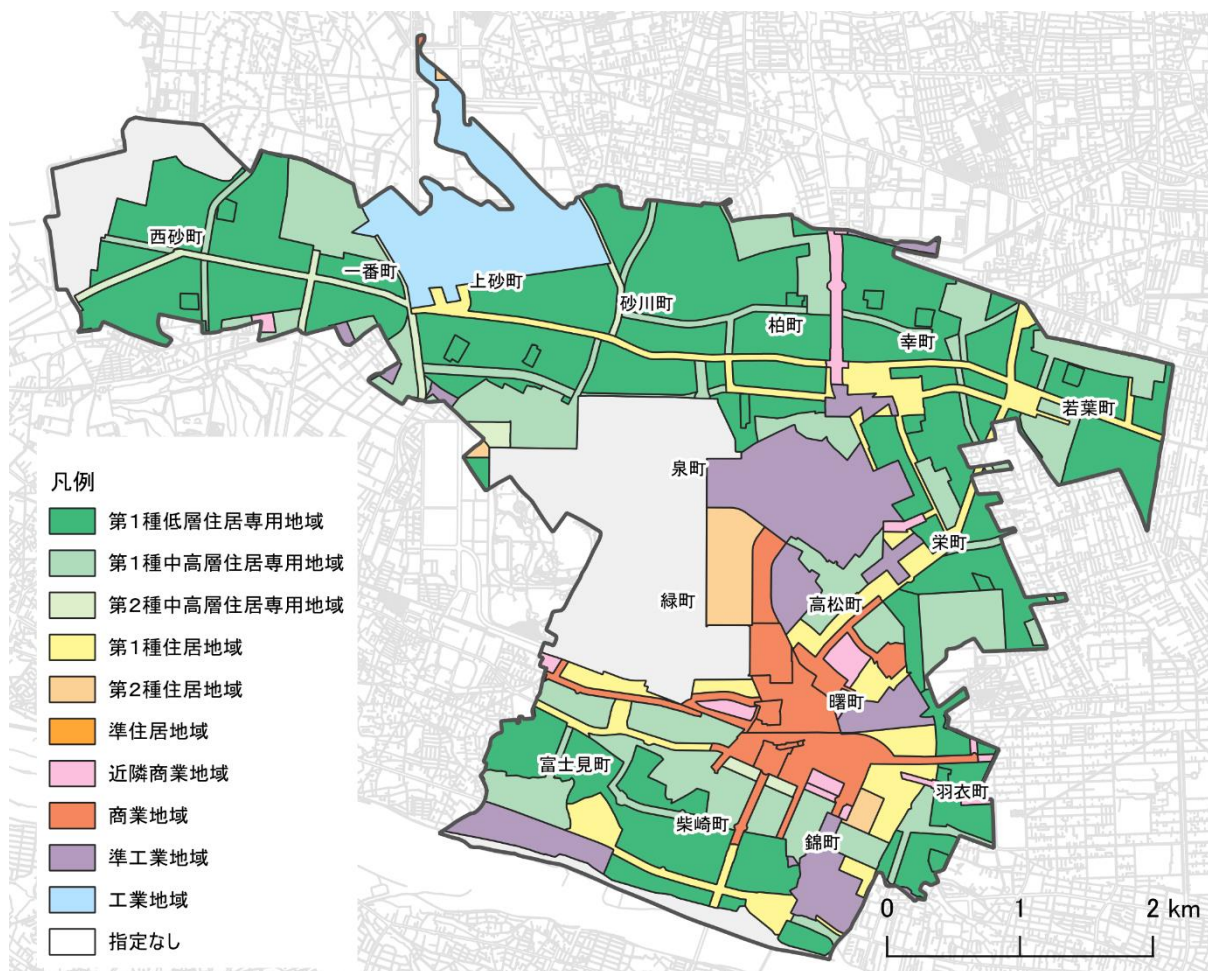 西砂町
一番町
上砂町
砂川町
柏町
幸町
若葉町
泉町
栄町
緑町
高松町
曙町
富士見町
羽衣町
柴崎町
錦町
凡例
第1種低層住居専用地域
第1種中高層住居専用地域
第2種中高層住居専用地域
第1種住居地域
第2種住居地域
準住居地域
近隣商業地域
商業地域
準工業地域
工業地域
指定なし
0 1 2 km